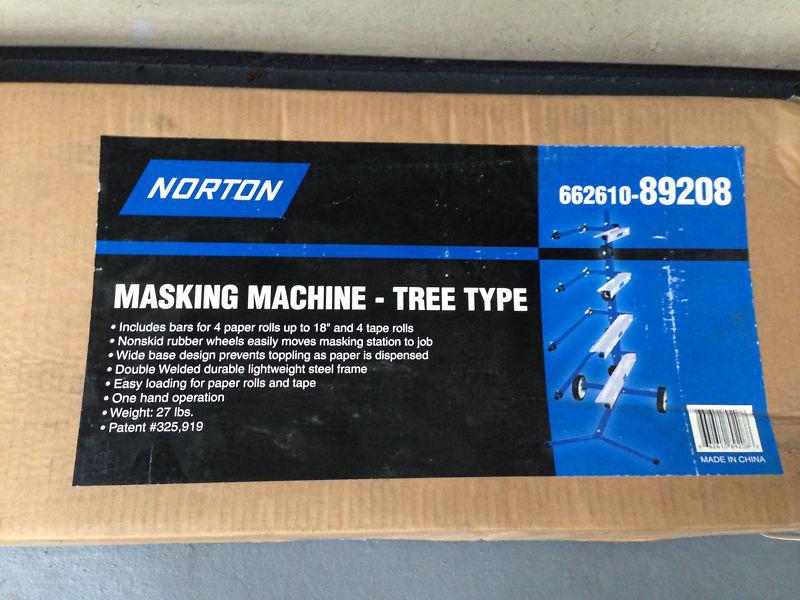 NORTON
662610-89208
MASKING MACHINE - TREE TYPE
• Includes bars for 4 paper rolls up to 18" and 4 tape rolls
• Nonskid rubber wheels easily moves masking station to job
• Wide base design prevents toppling as paper is dispensed
• Double Welded durable lightweight steel frame
• Easy loading for paper rolls and tape
• One hand operation
• Weight: 27 lbs.
• Patent #325,919
MADE IN CHINA